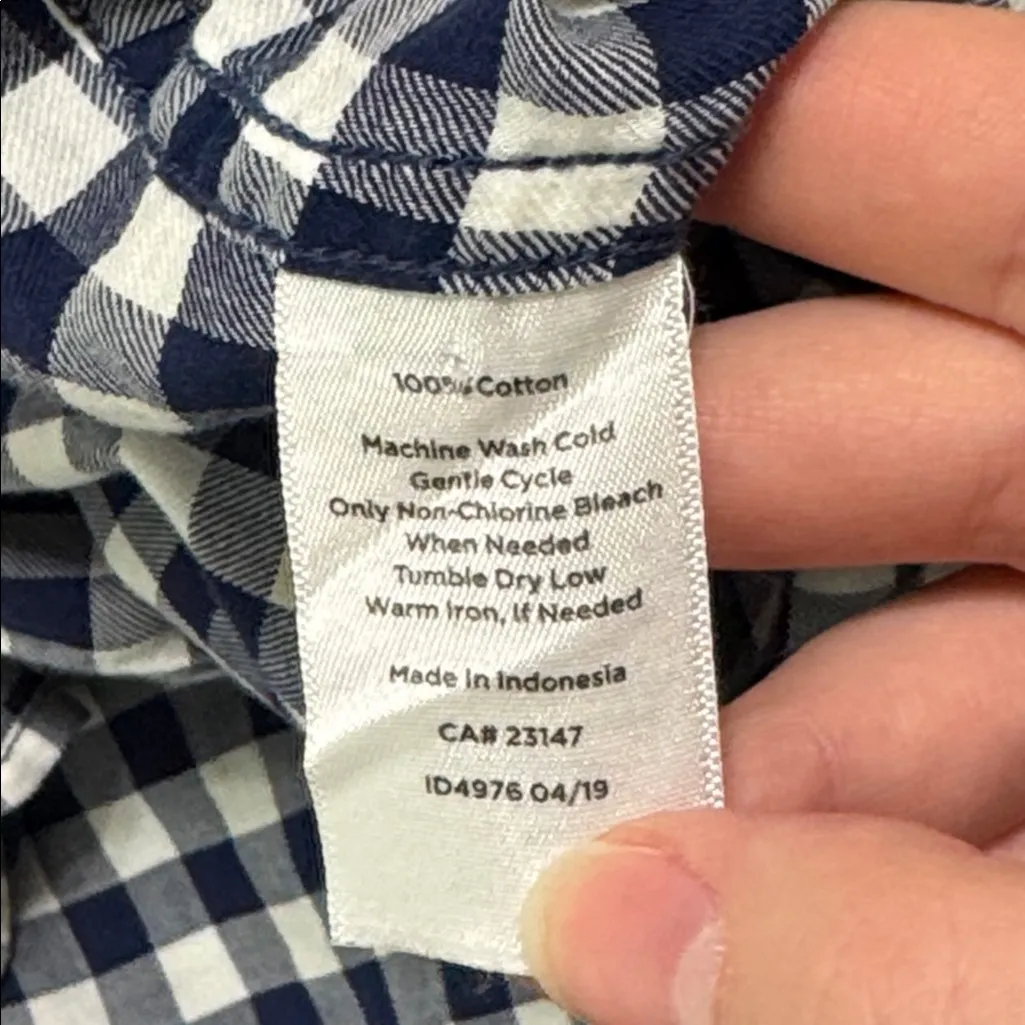 100% Cotton
Machine Wash Cold
Gentle Cycle
Only Non-Chlorine Bleach
When Needed
Tumble Dry Low
Warm Iron, If Needed
Made In Indonesia
CA# 23147
ID4976 04/19